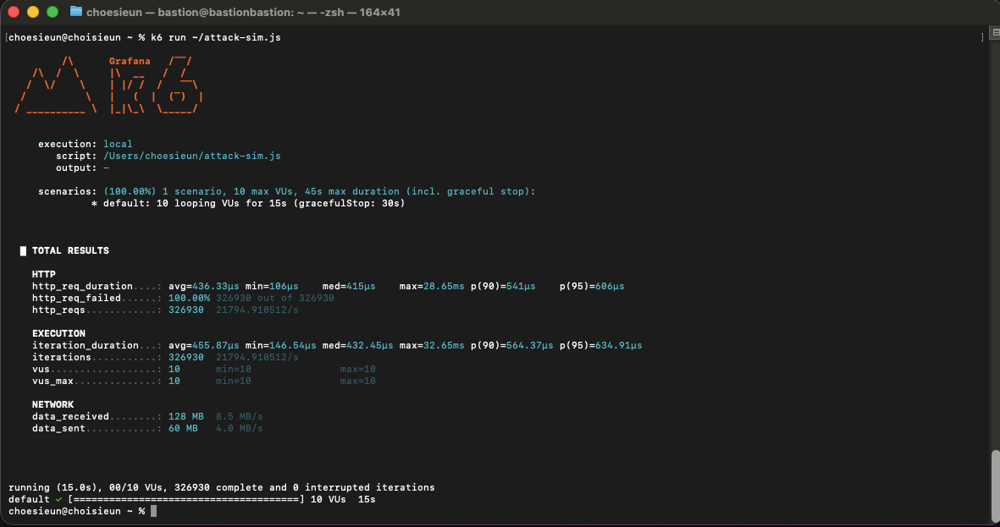 choesieun — bastion@bastionbastion: ~ — -zsh — 164×41
[choesieun@choisieun ~ % k6 run ~/attack-sim.js ]
         /\      Grafana   /‾‾/
    /\  /  \     |\  __   /  /
   /  \/    \    | |/ /  /   ‾‾\
  /          \   |   (  |  (‾)  |
 / __________ \  |_|\_\  \_____/
     execution: local
        script: /Users/choesieun/attack-sim.js
        output: -
     scenarios: (100.00%) 1 scenario, 10 max VUs, 45s max duration (incl. graceful stop):
              * default: 10 looping VUs for 15s (gracefulStop: 30s)
  █ TOTAL RESULTS
    HTTP
    http_req_duration....: avg=436.33µs min=106µs    med=415µs    max=28.65ms p(90)=541µs    p(95)=606µs
    http_req_failed......: 100.00% 326930 out of 326930
    http_reqs............: 326930  21794.910512/s
    EXECUTION
    iteration_duration...: avg=455.87µs min=146.54µs med=432.45µs max=32.65ms p(90)=564.37µs p(95)=634.91µs
    iterations...........: 326930  21794.910512/s
    vus..................: 10      min=10               max=10
    vus_max..............: 10      min=10               max=10
    NETWORK
    data_received........: 128 MB  8.5 MB/s
    data_sent............: 60 MB   4.0 MB/s
running (15.0s), 00/10 VUs, 326930 complete and 0 interrupted iterations
default ✓ [======================================] 10 VUs  15s
choesieun@choisieun ~ %